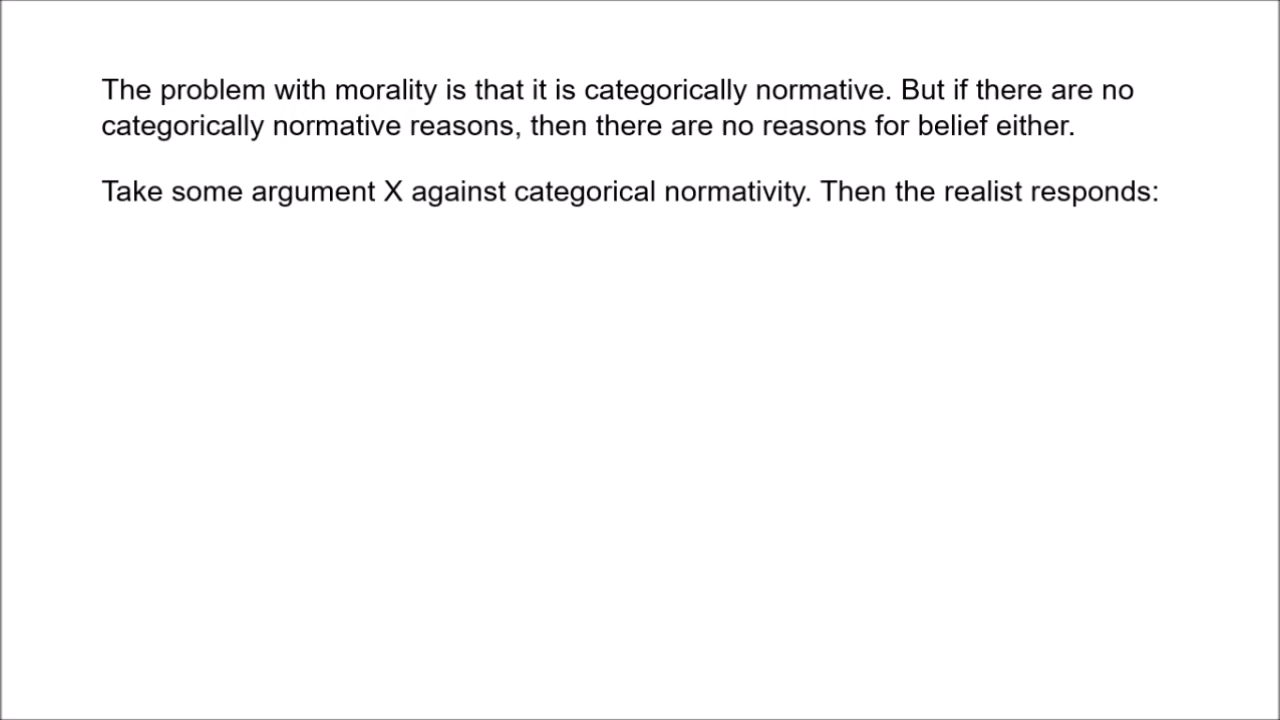 The problem with morality is that it is categorically normative. But if there are no
categorically normative reasons, then there are no reasons for belief either.
Take some argument X against categorical normativity. Then the realist responds: